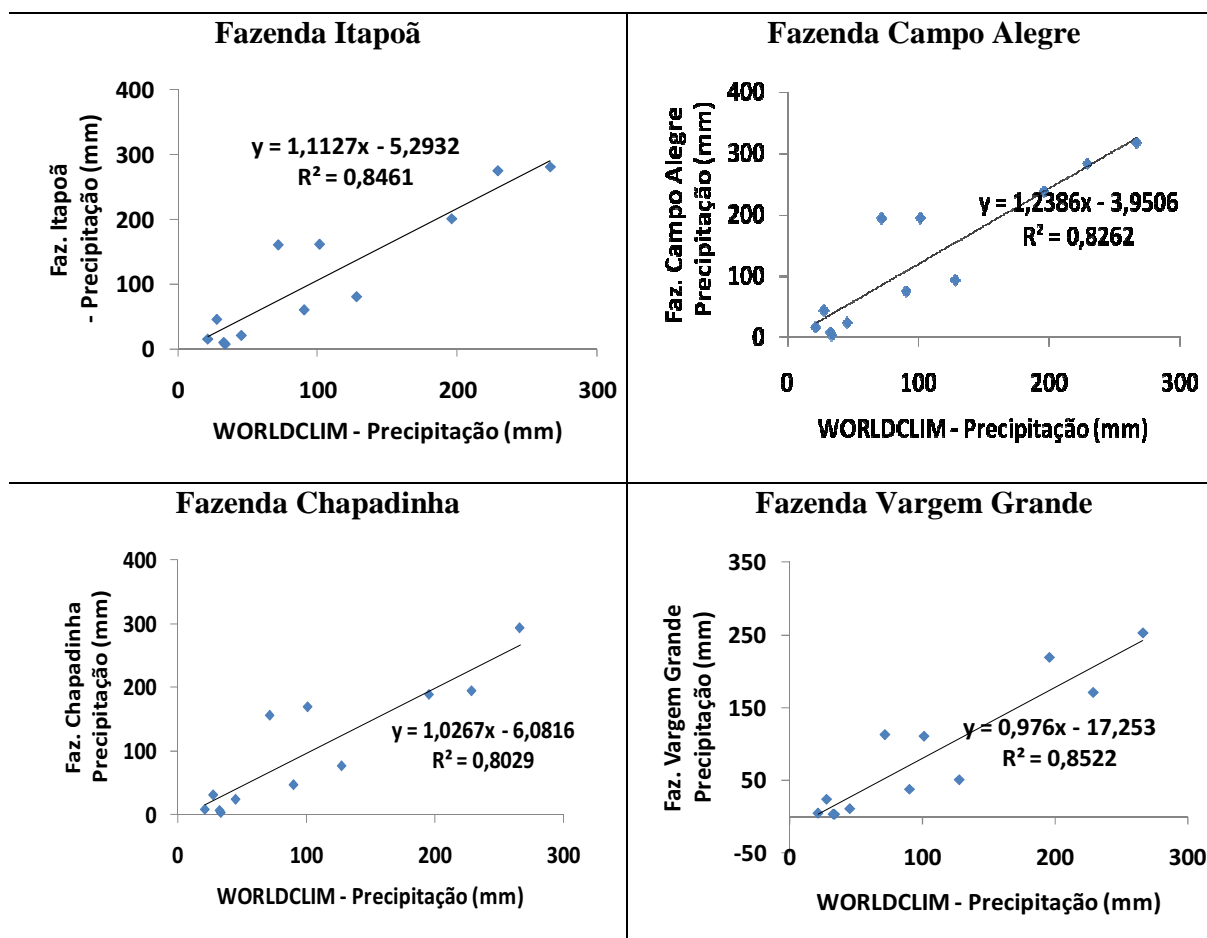 Fazenda Itapoã
400
300
200
100
0
0 100 200 300
Faz. Itapoã
- Precipitação (mm)
y = 1,1127x - 5,2932
R² = 0,8461
WORLDCLIM - Precipitação (mm)
Fazenda Campo Alegre
400
300
200
100
0
0 100 200 300
Faz. Campo Alegre
Precipitação (mm)
y = 1,2386x - 3,9506
R² = 0,8262
WORLDCLIM - Precipitação (mm)
Fazenda Chapadinha
400
300
200
100
0
0 100 200 300
Faz. Chapadinha
Precipitação (mm)
y = 1,0267x - 6,0816
R² = 0,8029
WORLDCLIM - Precipitação (mm)
Fazenda Vargem Grande
350
250
150
50
-50
0 100 200 300
Faz. Vargem Grande
Precipitação (mm)
y = 0,976x - 17,253
R² = 0,8522
WORLDCLIM - Precipitação (mm)